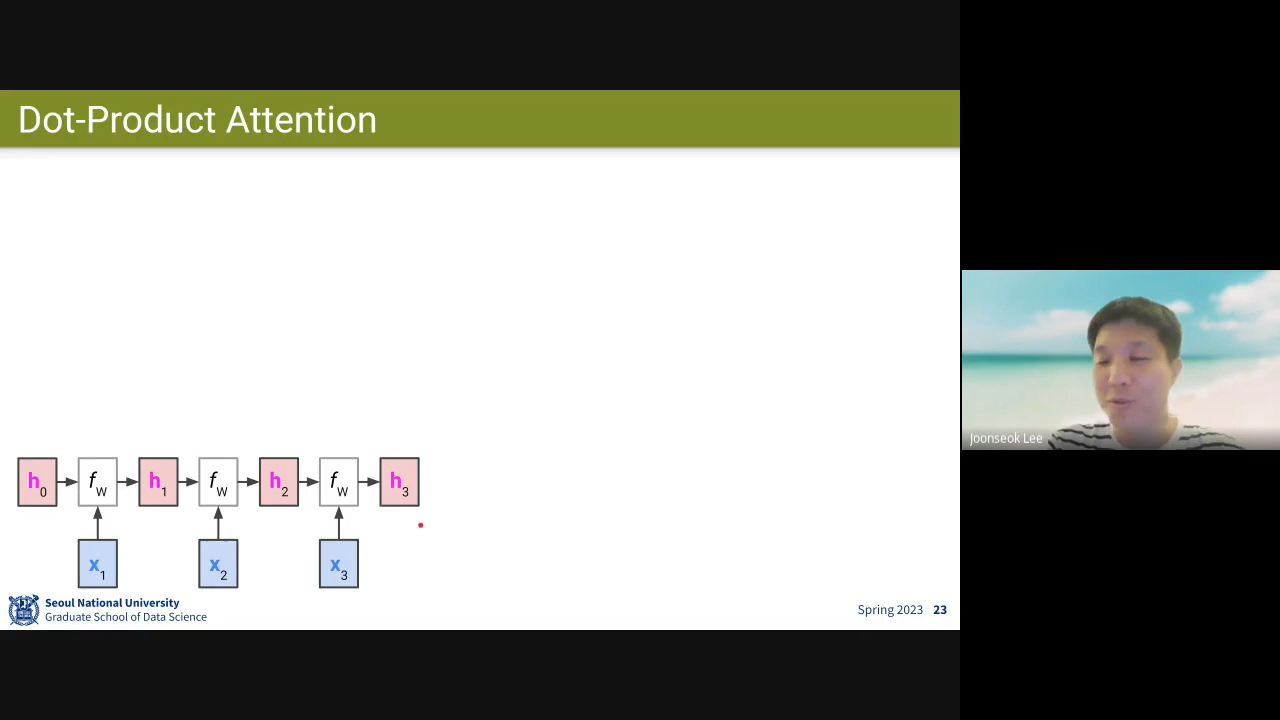 Dot-Product Attention
h0 fW h1 fW h2 fW h3
x1 x2 x3
Seoul National University
Graduate School of Data Science
Spring 2023 23
Joonseok Lee